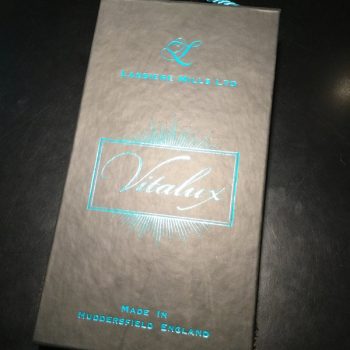 L
LASSIERE MILLS LTD
Vitalux
MADE IN
HUDDERSFIELD ENGLAND